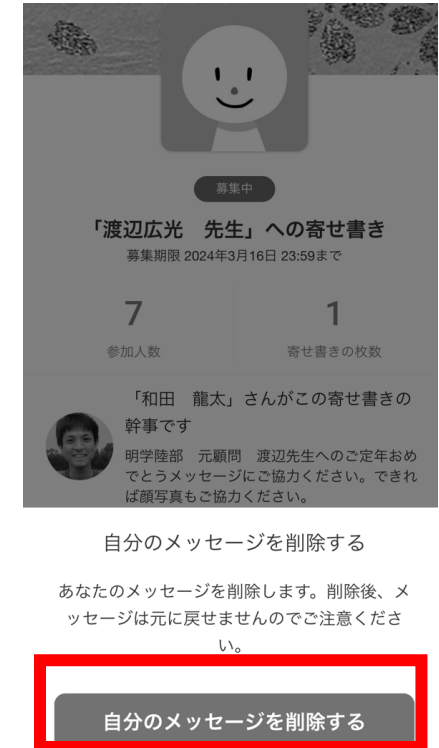 募集中
「渡辺広光　先生」への寄せ書き
募集期限 2024年3月16日 23:59まで
7
参加人数
1
寄せ書きの枚数
「和田　龍太」さんがこの寄せ書きの
幹事です
明学陸部　元顧問　渡辺先生へのご定年おめ
でとうメッセージにご協力ください。できれ
ば顔写真もご協力ください。
自分のメッセージを削除する
あなたのメッセージを削除します。削除後、メ
ッセージは元に戻せませんのでご注意くださ
い。
自分のメッセージを削除する